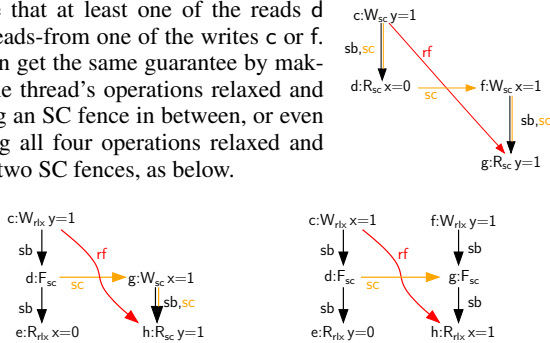 e that at least one of the reads d
eads-from one of the writes c or f.
n get the same guarantee by mak-
e thread's operations relaxed and
g an SC fence in between, or even
g all four operations relaxed and
two SC fences, as below.
c:Wsc y=1
sb,sc
rf
d:Rsc x=0
sc
f:Wsc x=1
sb,sc
g:Rsc y=1
c:Wrlx y=1
sb
rf
d:Fsc
sc
g:Wsc x=1
sb
sb,sc
e:Rrlx x=0
h:Rsc y=1
c:Wrlx x=1
f:Wrlx y=1
sb
rf
sb
d:Fsc
sc
g:Fsc
sb
sb
e:Rrlx y=0
h:Rrlx x=1